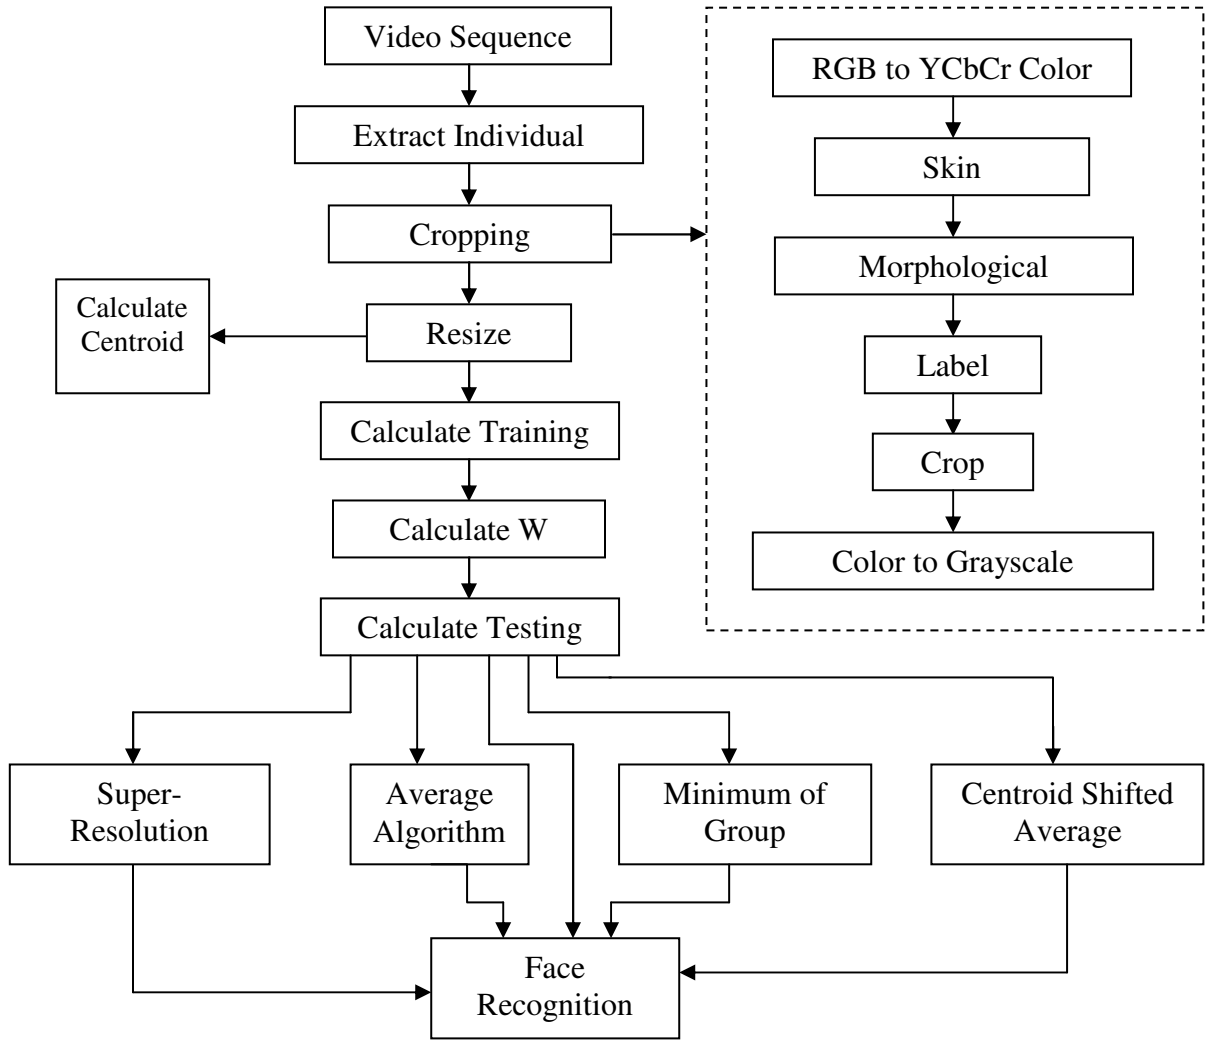 Video Sequence
Extract Individual
Cropping
Calculate
Centroid
Resize
Calculate Training
Calculate W
Calculate Testing
RGB to YCbCr Color
Skin
Morphological
Label
Crop
Color to Grayscale
Super-
Resolution
Average
Algorithm
Minimum of
Group
Centroid Shifted
Average
Face
Recognition